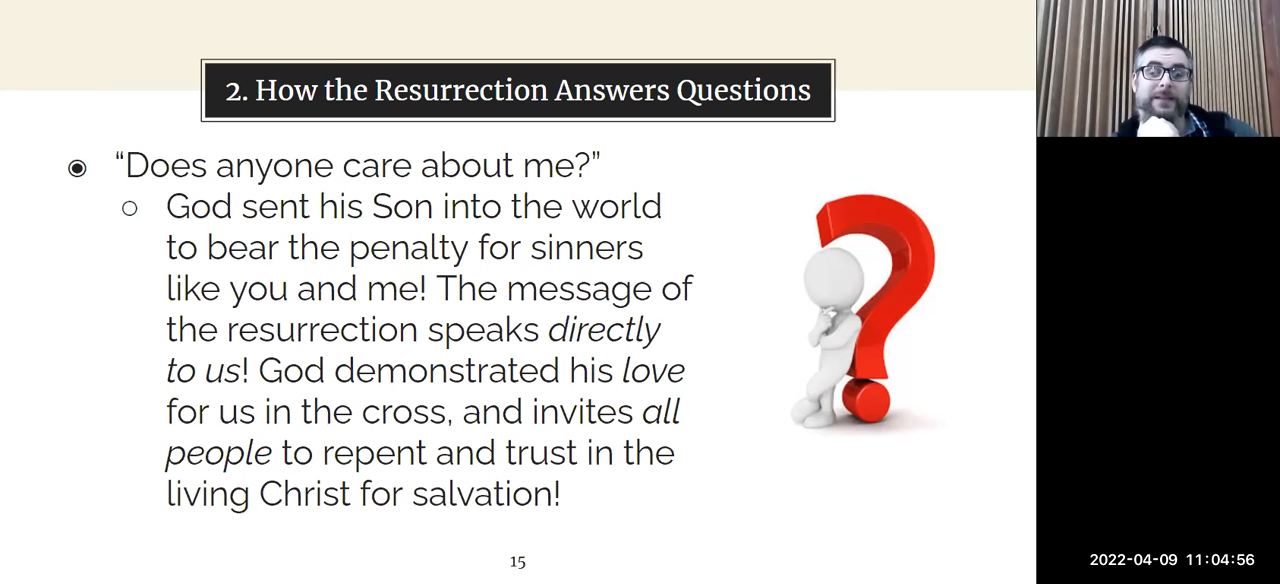 2. How the Resurrection Answers Questions
“Does anyone care about me?”
God sent his Son into the world
to bear the penalty for sinners
like you and me! The message of
the resurrection speaks directly
to us! God demonstrated his love
for us in the cross, and invites all
people to repent and trust in the
living Christ for salvation!
15
2022-04-09 11:04:56